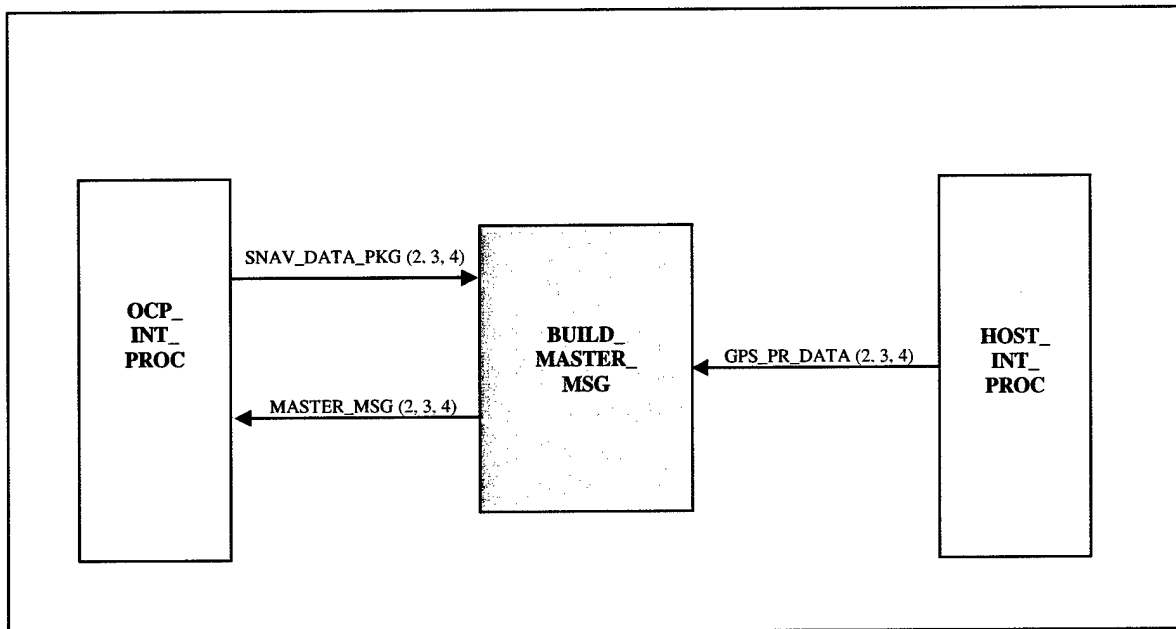 SNAV_DATA_PKG (2, 3, 4)
OCP_
INT_
PROC
MASTER_MSG (2, 3, 4)
BUILD_
MASTER_
MSG
GPS_PR_DATA (2, 3, 4)
HOST_
INT_
PROC